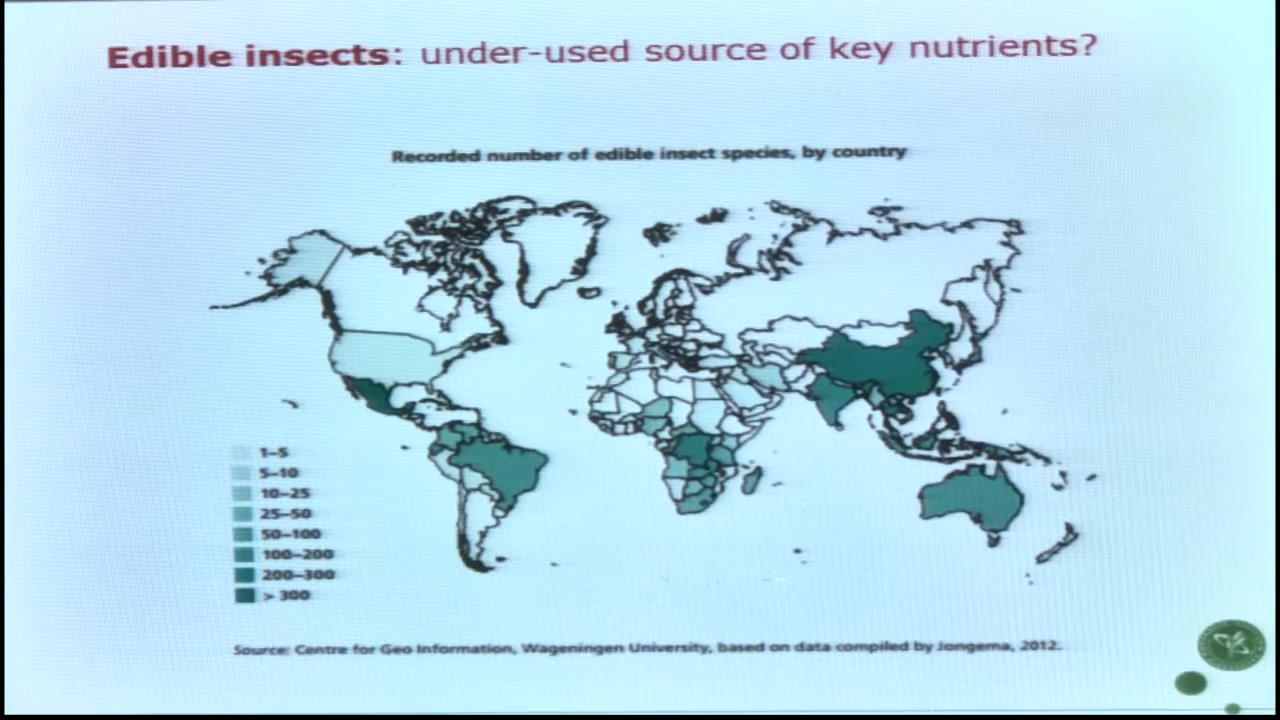 Edible insects: under-used source of key nutrients?
Recorded number of edible insect species, by country
1–5
5–10
10–25
25–50
50–100
100–200
200–300
> 300
Source: Centre for Geo Information, Wageningen University, based on data compiled by Jongema, 2012.